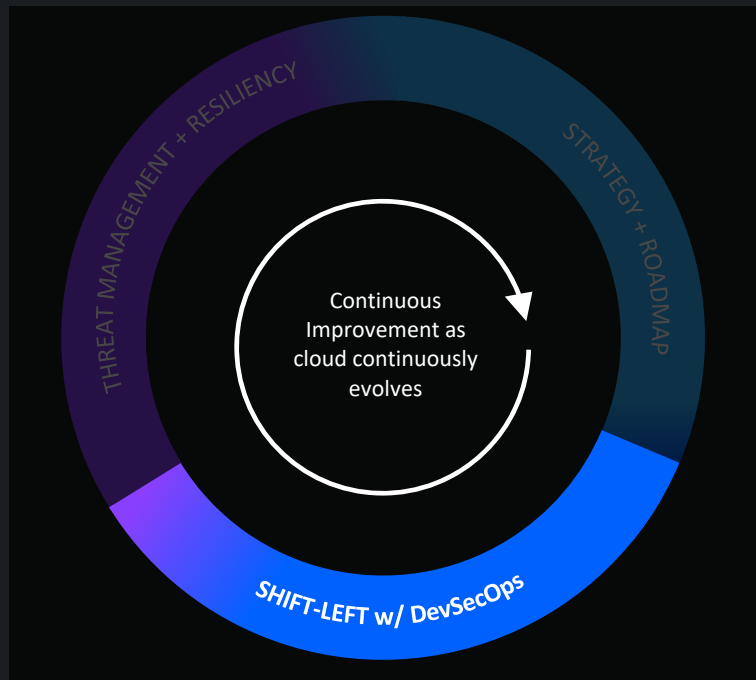 THREAT MANAGEMENT + RESILIENCY
STRATEGY + ROADMAP
Continuous
Improvement as
cloud continuously
evolves
SHIFT-LEFT w/ DevSecOps